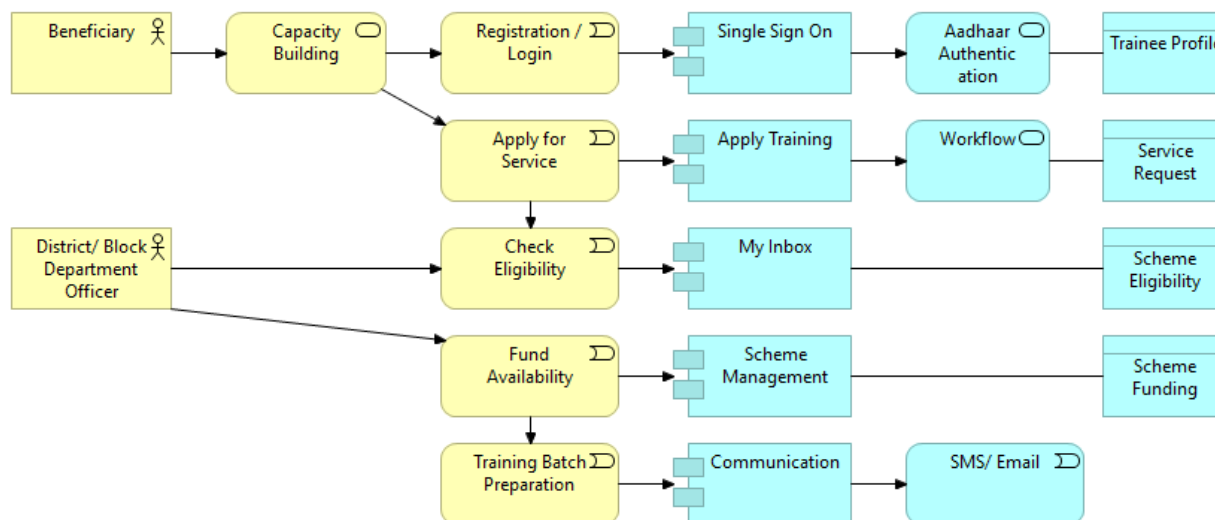 Beneficiary
Capacity
Building
Registration /
Login
Single Sign On
Aadhaar
Authentic
ation
Trainee Profile
Apply for
Service
Apply Training
Workflow
Service
Request
District/ Block
Department
Officer
Check
Eligibility
My Inbox
Scheme
Eligibility
Fund
Availability
Scheme
Management
Scheme
Funding
Training Batch
Preparation
Communication
SMS/ Email